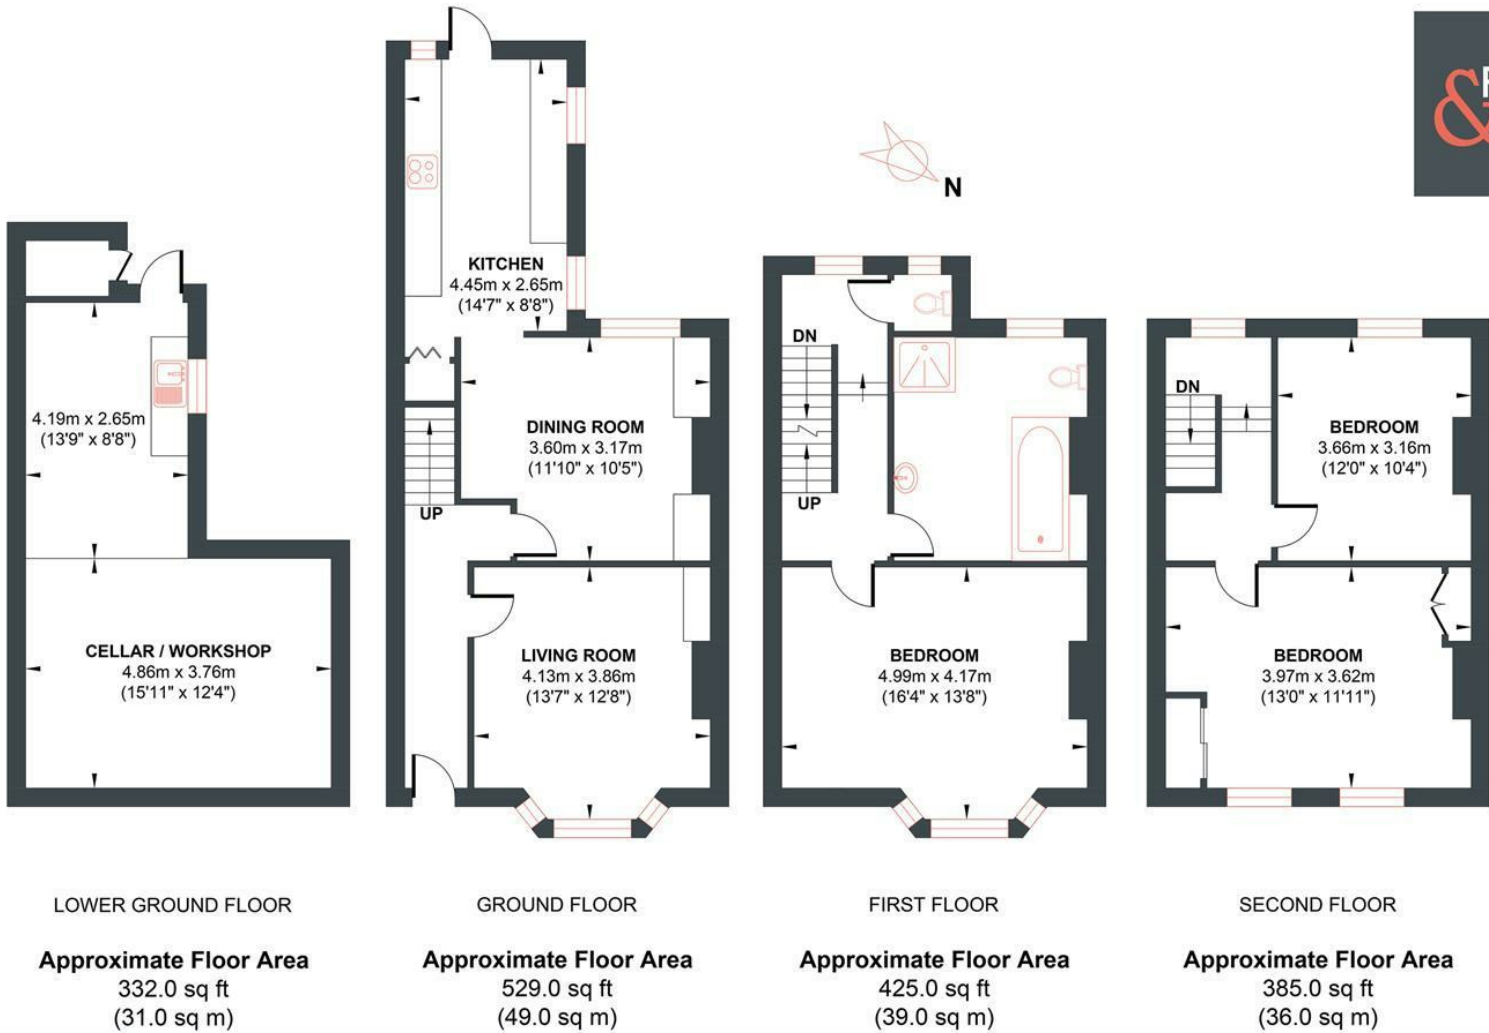 &
N
4.19m x 2.65m
(13'9" x 8'8")
CELLAR / WORKSHOP
4.86m x 3.76m
(15'11" x 12'4")
LOWER GROUND FLOOR
Approximate Floor Area
332.0 sq ft
(31.0 sq m)
KITCHEN
4.45m x 2.65m
(14'7" x 8'8")
DINING ROOM
3.60m x 3.17m
(11'10" x 10'5")
UP
LIVING ROOM
4.13m x 3.86m
(13'7" x 12'8")
GROUND FLOOR
Approximate Floor Area
529.0 sq ft
(49.0 sq m)
DN
UP
BEDROOM
4.99m x 4.17m
(16'4" x 13'8")
FIRST FLOOR
Approximate Floor Area
425.0 sq ft
(39.0 sq m)
DN
BEDROOM
3.66m x 3.16m
(12'0" x 10'4")
BEDROOM
3.97m x 3.62m
(13'0" x 11'11")
SECOND FLOOR
Approximate Floor Area
385.0 sq ft
(36.0 sq m)